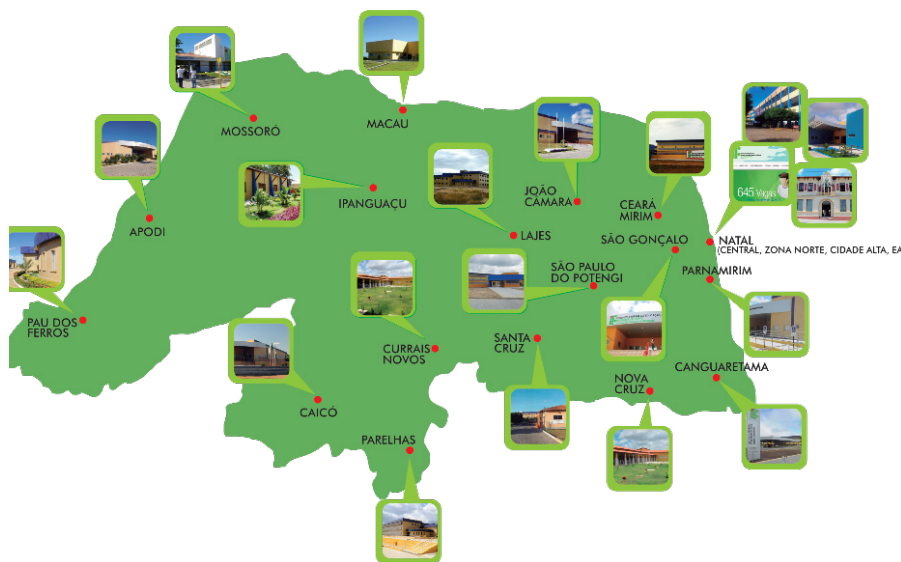 MACAU
MOSSORÓ
IPANGUAÇU
JOÃO
CÂMARA
CEARÁ
MIRIM
645 Vagas
APODI
LAJES
SÃO GONÇALO
NATAL
(CENTRAL, ZONA NORTE, CIDADE ALTA, EA
SÃO PAULO
DO POTENGI
PARNAMIRIM
PAU DOS
FERROS
CURRAIS
NOVOS
SANTA
CRUZ
CANGUARETAMA
NOVA
CRUZ
CAICÓ
PARELHAS